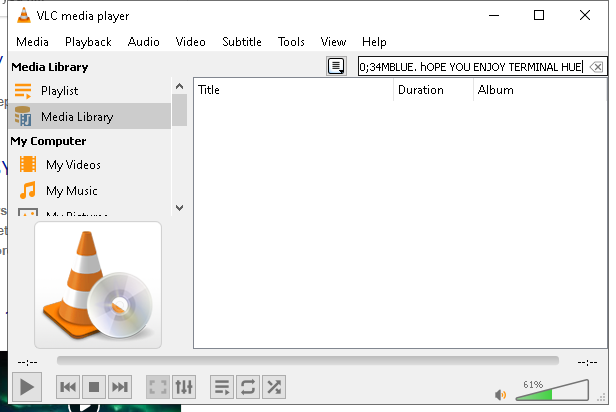 VLC media player
Media Playback Audio Video Subtitle Tools View Help
Media Library
0;34MBLUE. hOPE YOU ENJOY TERMINAL HUE
Playlist
Media Library
My Computer
My Videos
My Music
My Pictures
Title Duration Album
--:-- --:--
61%